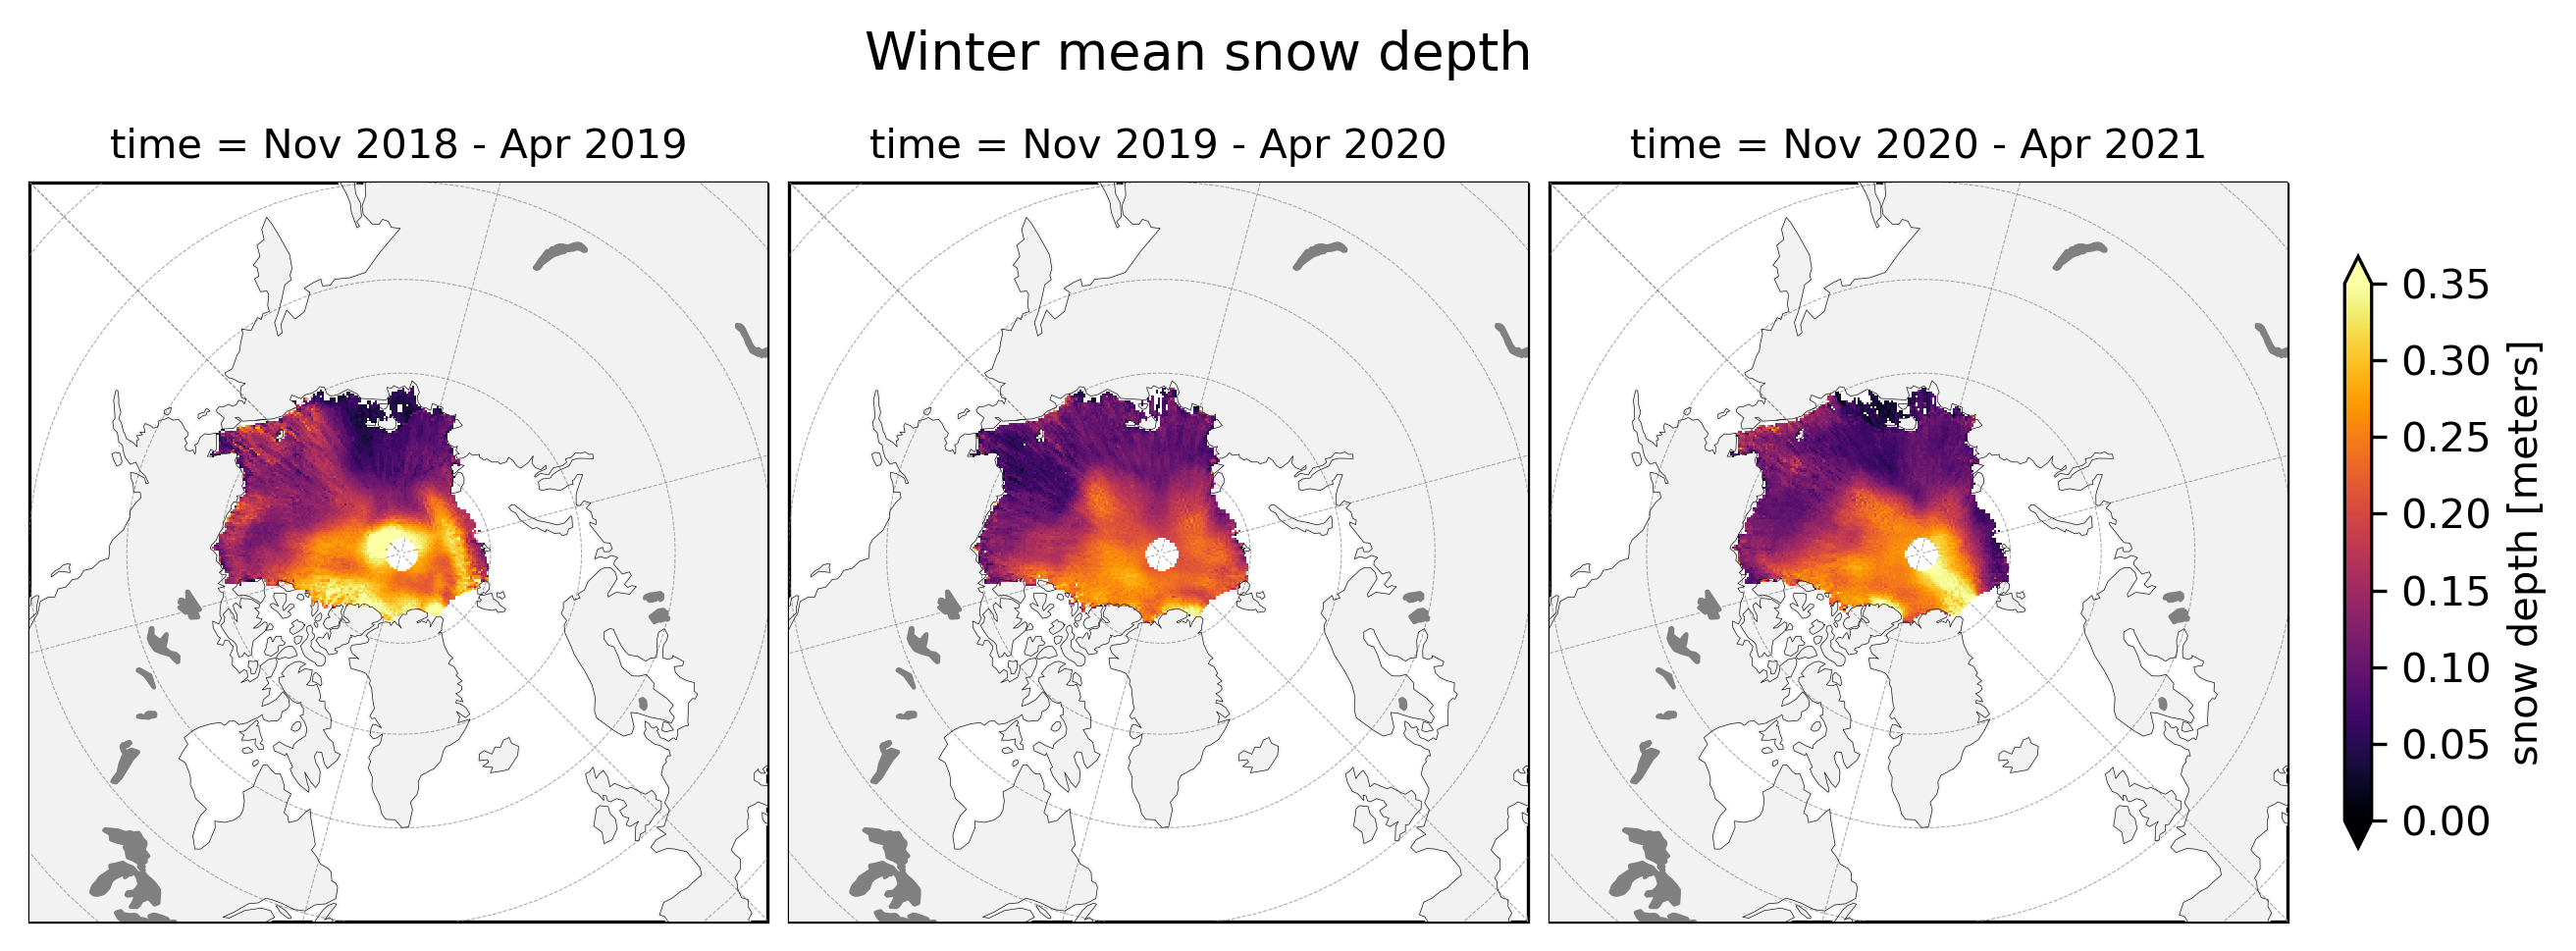 Winter mean snow depth
time = Nov 2018 - Apr 2019
time = Nov 2019 - Apr 2020
time = Nov 2020 - Apr 2021
0.35
0.30
0.25
0.20
0.15
0.10
0.05
0.00
snow depth [meters]